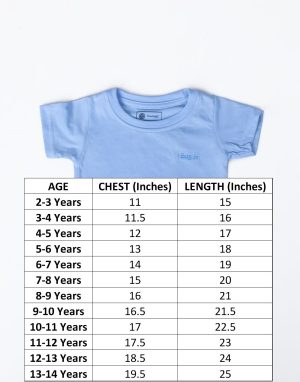 bug.in
AGE CHEST (Inches) LENGTH (Inches)
2-3 Years 11 15
3-4 Years 11.5 16
4-5 Years 12 17
5-6 Years 13 18
6-7 Years 14 19
7-8 Years 15 20
8-9 Years 16 21
9-10 Years 16.5 21.5
10-11 Years 17 22.5
11-12 Years 17.5 23
12-13 Years 18.5 24
13-14 Years 19.5 25